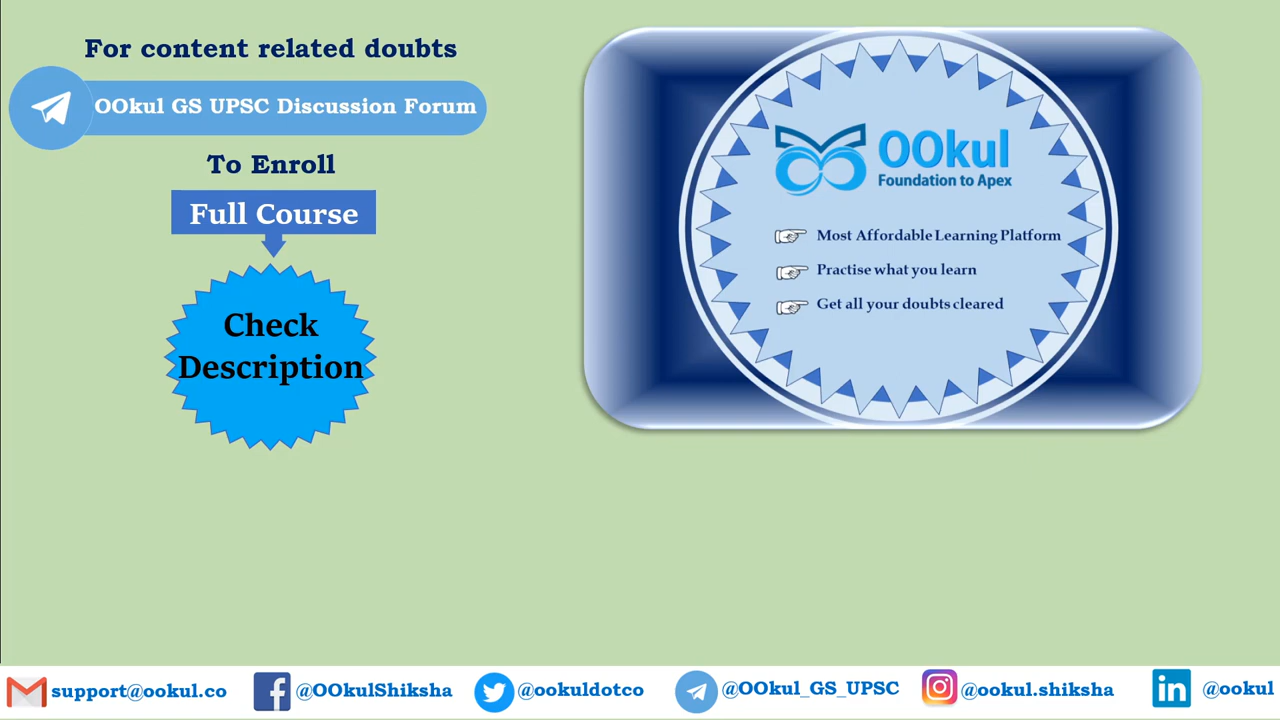 For content related doubts
OOkul GS UPSC Discussion Forum
To Enroll
Full Course
Check
Description
OOkul
Foundation to Apex
Most Affordable Learning Platform
Practise what you learn
Get all your doubts cleared
support@ookul.co
@OOkulShiksha
@ookuldotco
@OOkul_GS_UPSC
@ookul.shiksha
@ookul